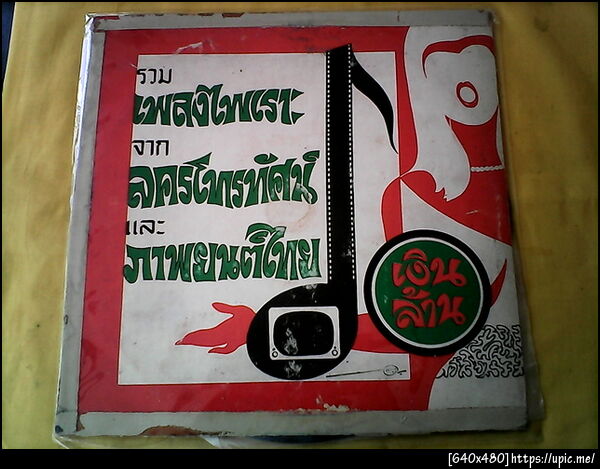 รวม
เพลงไพเราะ
จาก
ละครโทรทัศน์
และ
ภาพยนต์ไทย
เงิน
ล้าน
[640x480]https://upic.me/